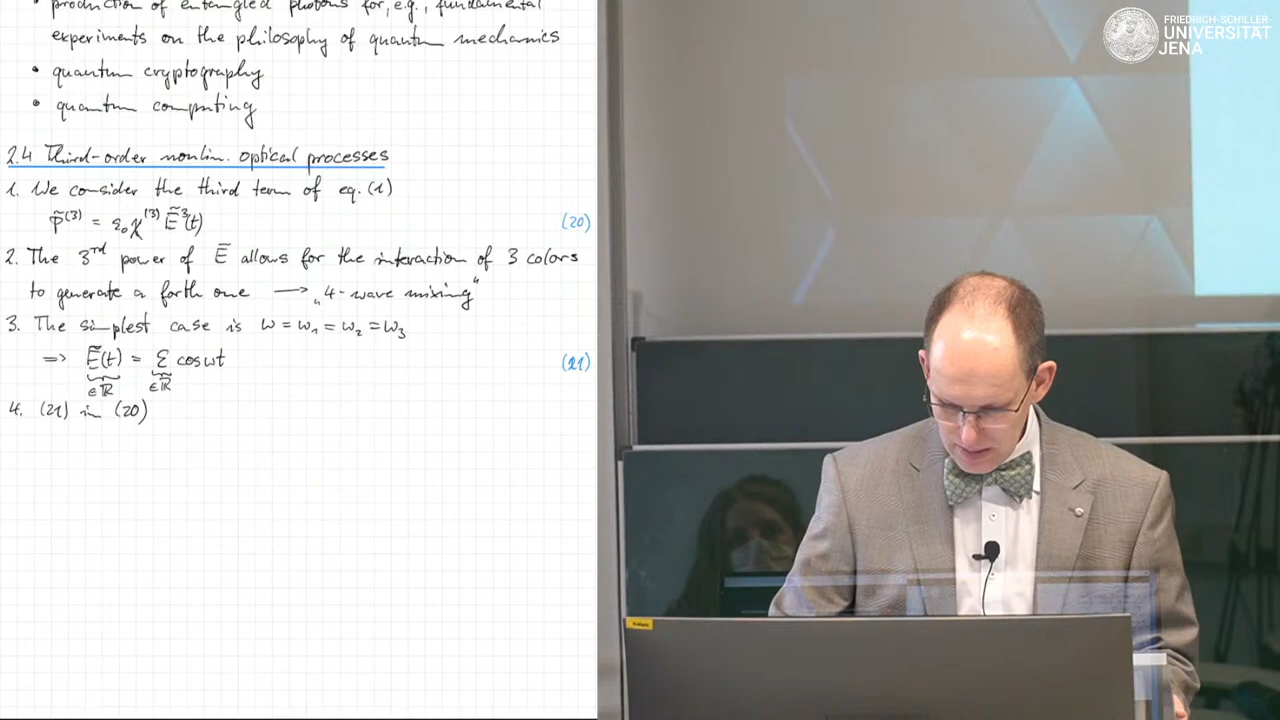 • production of entangled photons for, e.g., fundamental
experiments on the philosophy of quantum mechanics
• quantum cryptography
• quantum computing
2.4 Third-order nonlin. optical processes
1. We consider the third term of eq. (1)
P̃⁽³⁾ = ε₀ χ⁽³⁾ Ẽ³(t) (20)
2. The 3rd power of Ẽ allows for the interaction of 3 colors
to generate a forth one → „4-wave mixing“
3. The simplest case is ω = ω₁ = ω₂ = ω₃
⇒ Ẽ(t) = ℰ cos ωt (21)
∈ℝ ∈ℝ
4. (21) in (20)
FRIEDRICH-SCHILLER-
UNIVERSITÄT
JENA